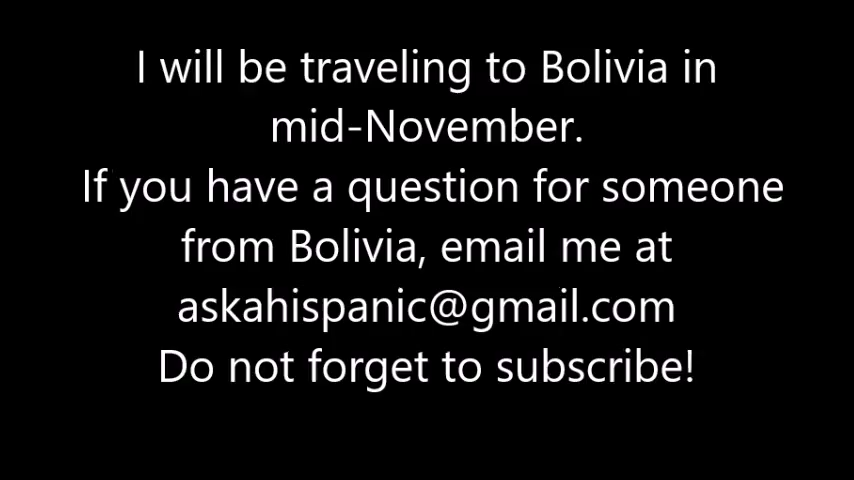 I will be traveling to Bolivia in
mid-November.
If you have a question for someone
from Bolivia, email me at
askahispanic@gmail.com
Do not forget to subscribe!